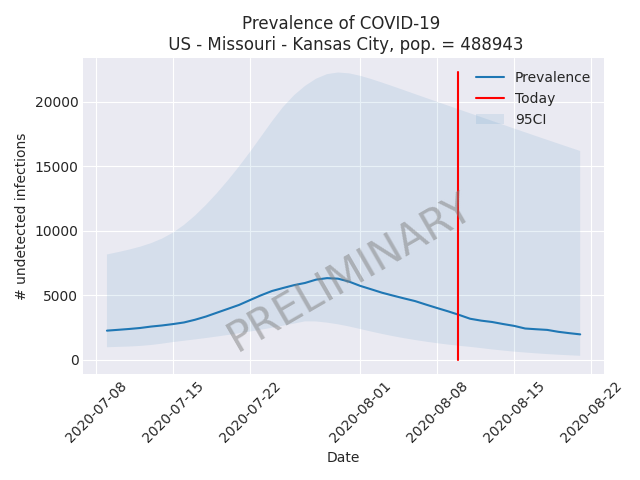 Prevalence of COVID-19
US - Missouri - Kansas City, pop. = 488943
Prevalence
Today
95CI
20000
15000
10000
5000
0
# undetected infections
PRELIMINARY
2020-07-08
2020-07-15
2020-07-22
2020-08-01
2020-08-08
2020-08-15
2020-08-22
Date